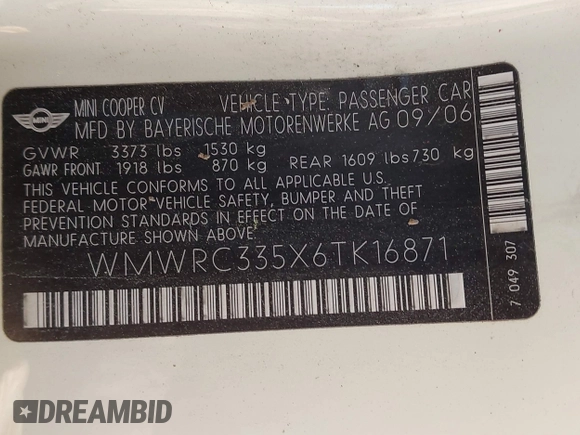 MINI
MINI COOPER CV VEHICLE TYPE: PASSENGER CAR
MFD BY BAYERISCHE MOTORENWERKE AG 09/06
GVWR 3373 lbs 1530 kg
GAWR FRONT 1918 lbs 870 kg REAR 1609 lbs 730 kg
THIS VEHICLE CONFORMS TO ALL APPLICABLE U.S.
FEDERAL MOTOR VEHICLE SAFETY, BUMPER AND THEFT
PREVENTION STANDARDS IN EFFECT ON THE DATE OF
MANUFACTURE SHOWN ABOVE.
WMWRC335X6TK16871
7 049 307
DREAMBID